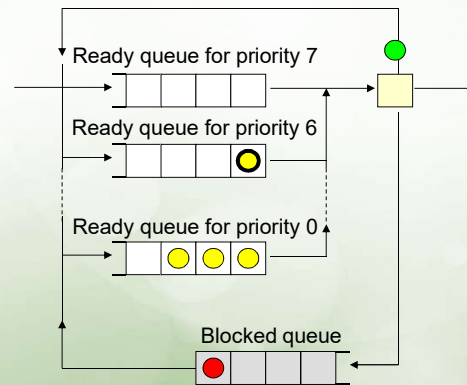 Ready queue for priority 7
Ready queue for priority 6
Ready queue for priority 0
Blocked queue